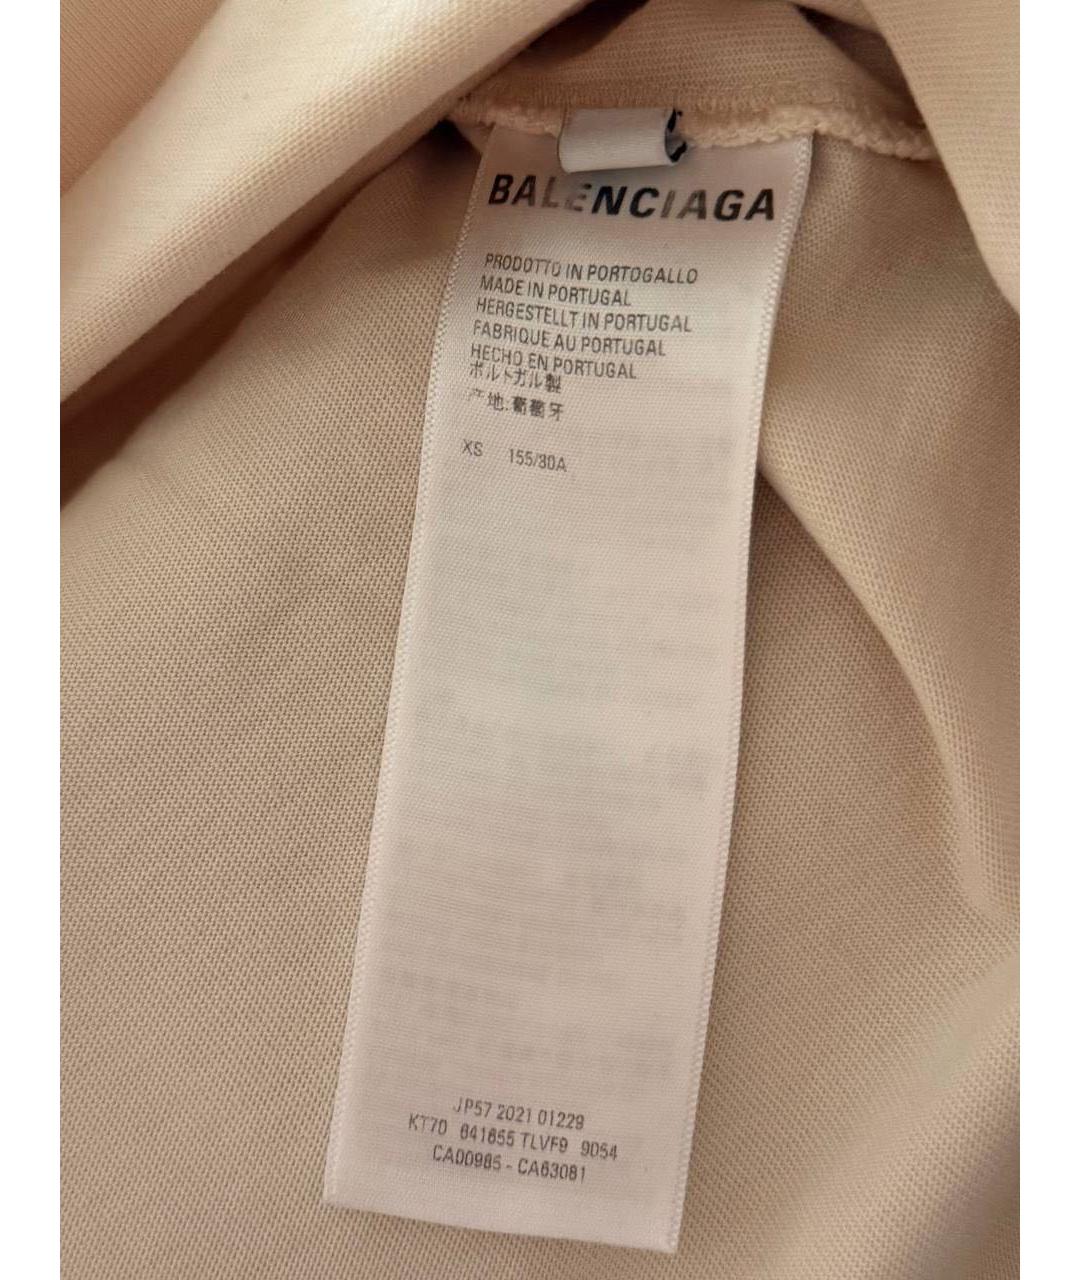 BALENCIAGA
PRODOTTO IN PORTOGALLO
MADE IN PORTUGAL
HERGESTELLT IN PORTUGAL
FABRIQUE AU PORTUGAL
HECHO EN PORTUGAL
ポルトガル製
产地:葡萄牙
XS 155/80A
JP57 2021 01229
KT70 641655 TLVF9 9054
CA00985 - CA63081